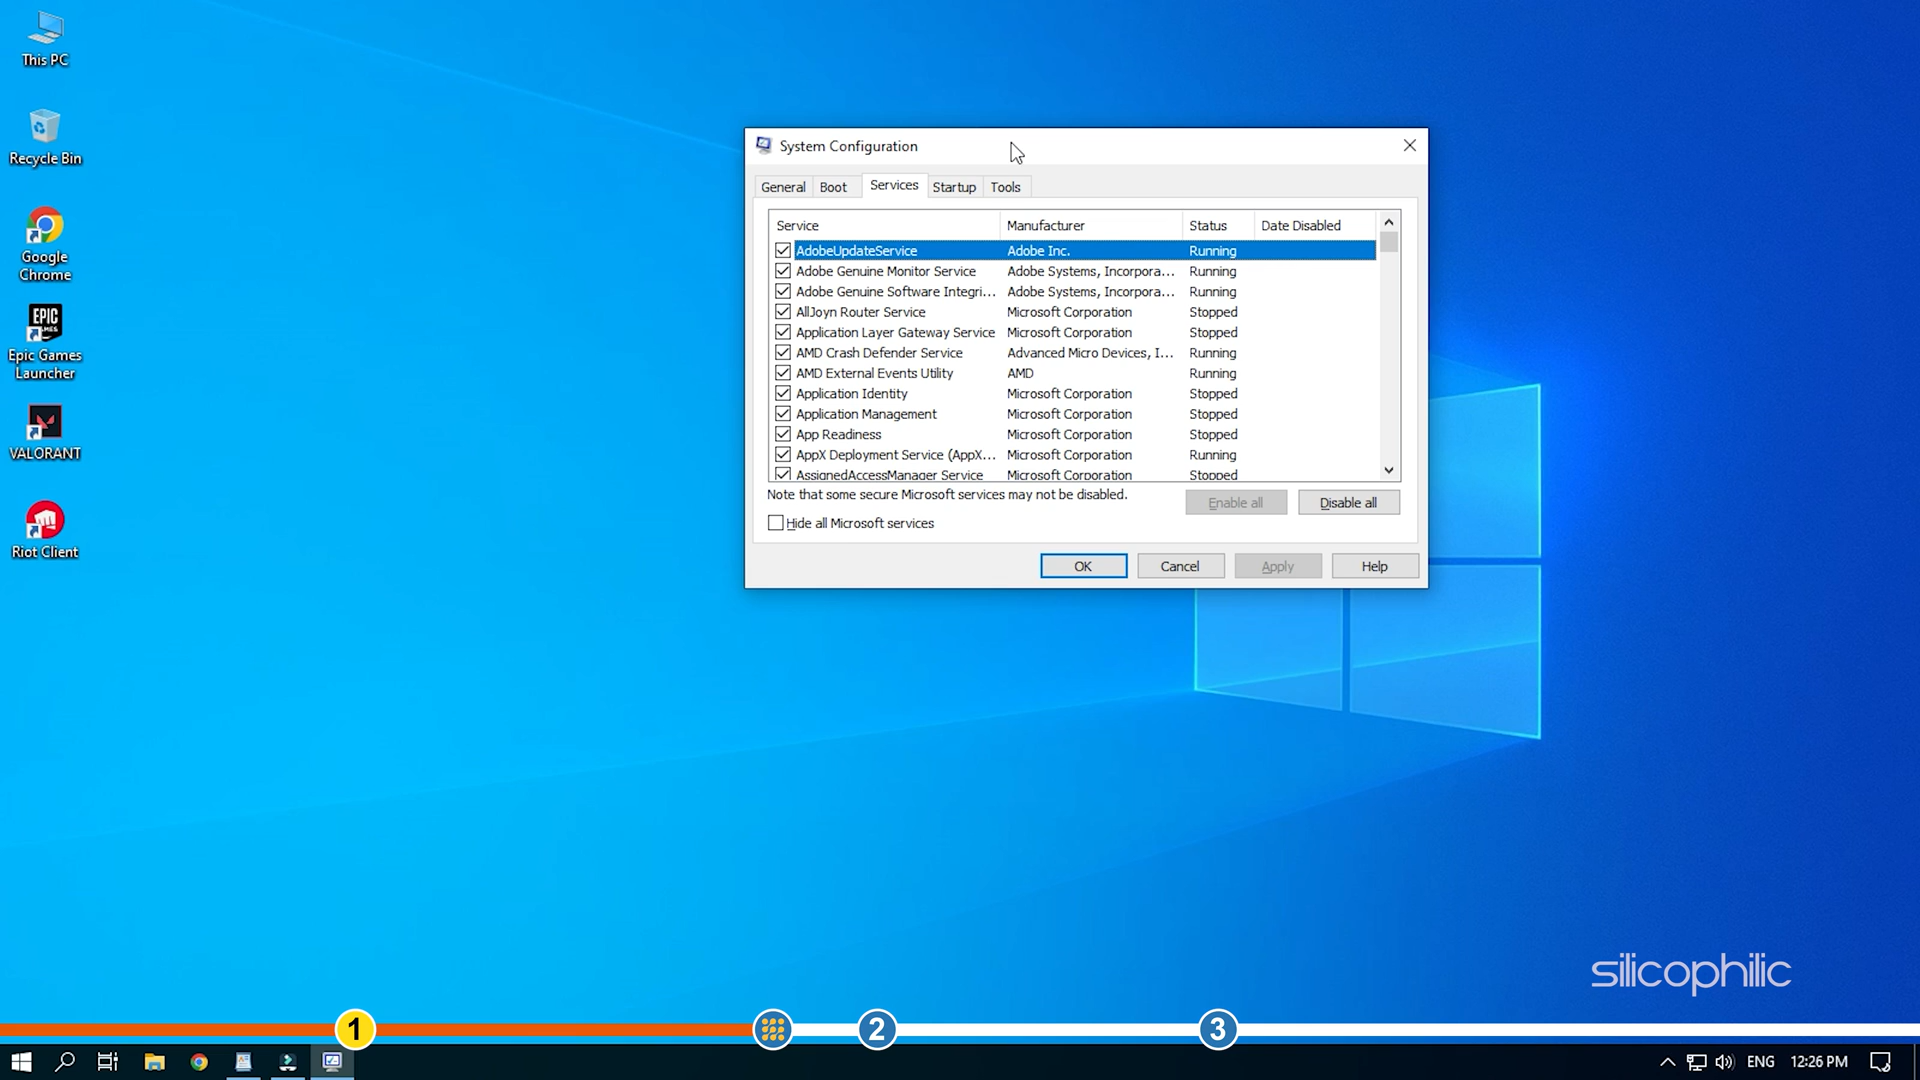 This PC
Recycle Bin
Google
Chrome
EPIC
GAMES
Epic Games
Launcher
VALORANT
Riot Client
System Configuration
General Boot Services Startup Tools
Service Manufacturer Status Date Disabled
AdobeUpdateService Adobe Inc. Running
Adobe Genuine Monitor Service Adobe Systems, Incorpora... Running
Adobe Genuine Software Integri... Adobe Systems, Incorpora... Running
AllJoyn Router Service Microsoft Corporation Stopped
Application Layer Gateway Service Microsoft Corporation Stopped
AMD Crash Defender Service Advanced Micro Devices, I... Running
AMD External Events Utility AMD Running
Application Identity Microsoft Corporation Stopped
Application Management Microsoft Corporation Stopped
App Readiness Microsoft Corporation Stopped
AppX Deployment Service (AppX... Microsoft Corporation Running
AssignedAccessManager Service Microsoft Corporation Stopped
Note that some secure Microsoft services may not be disabled.
Enable all Disable all
Hide all Microsoft services
OK Cancel Apply Help
silicophilic
1 2 3
ENG 12:26 PM